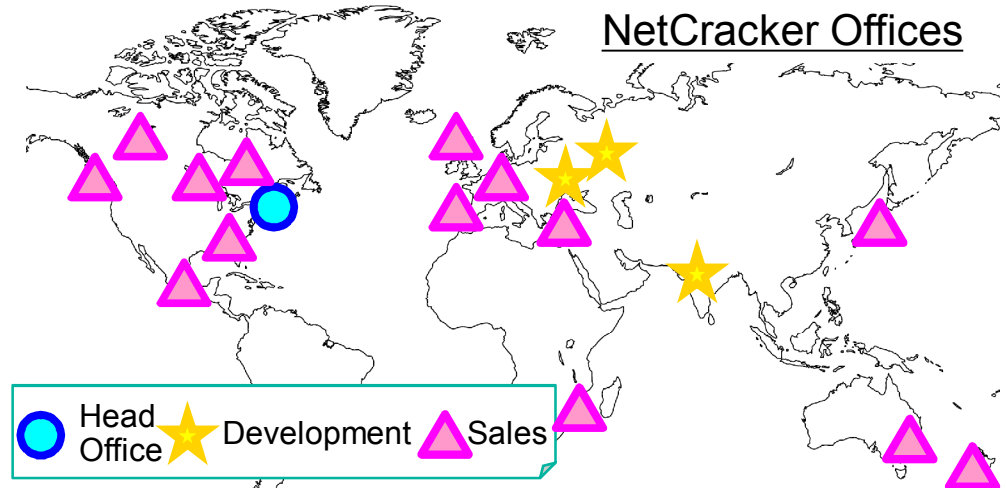 NetCracker Offices
Head
Office
Development
Sales